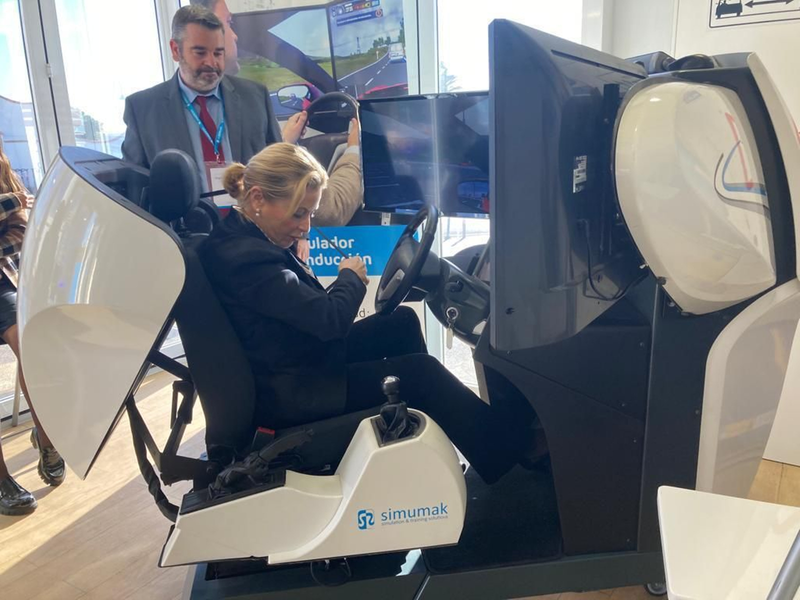 ulador
nducción
simumak
simulation & training solutions